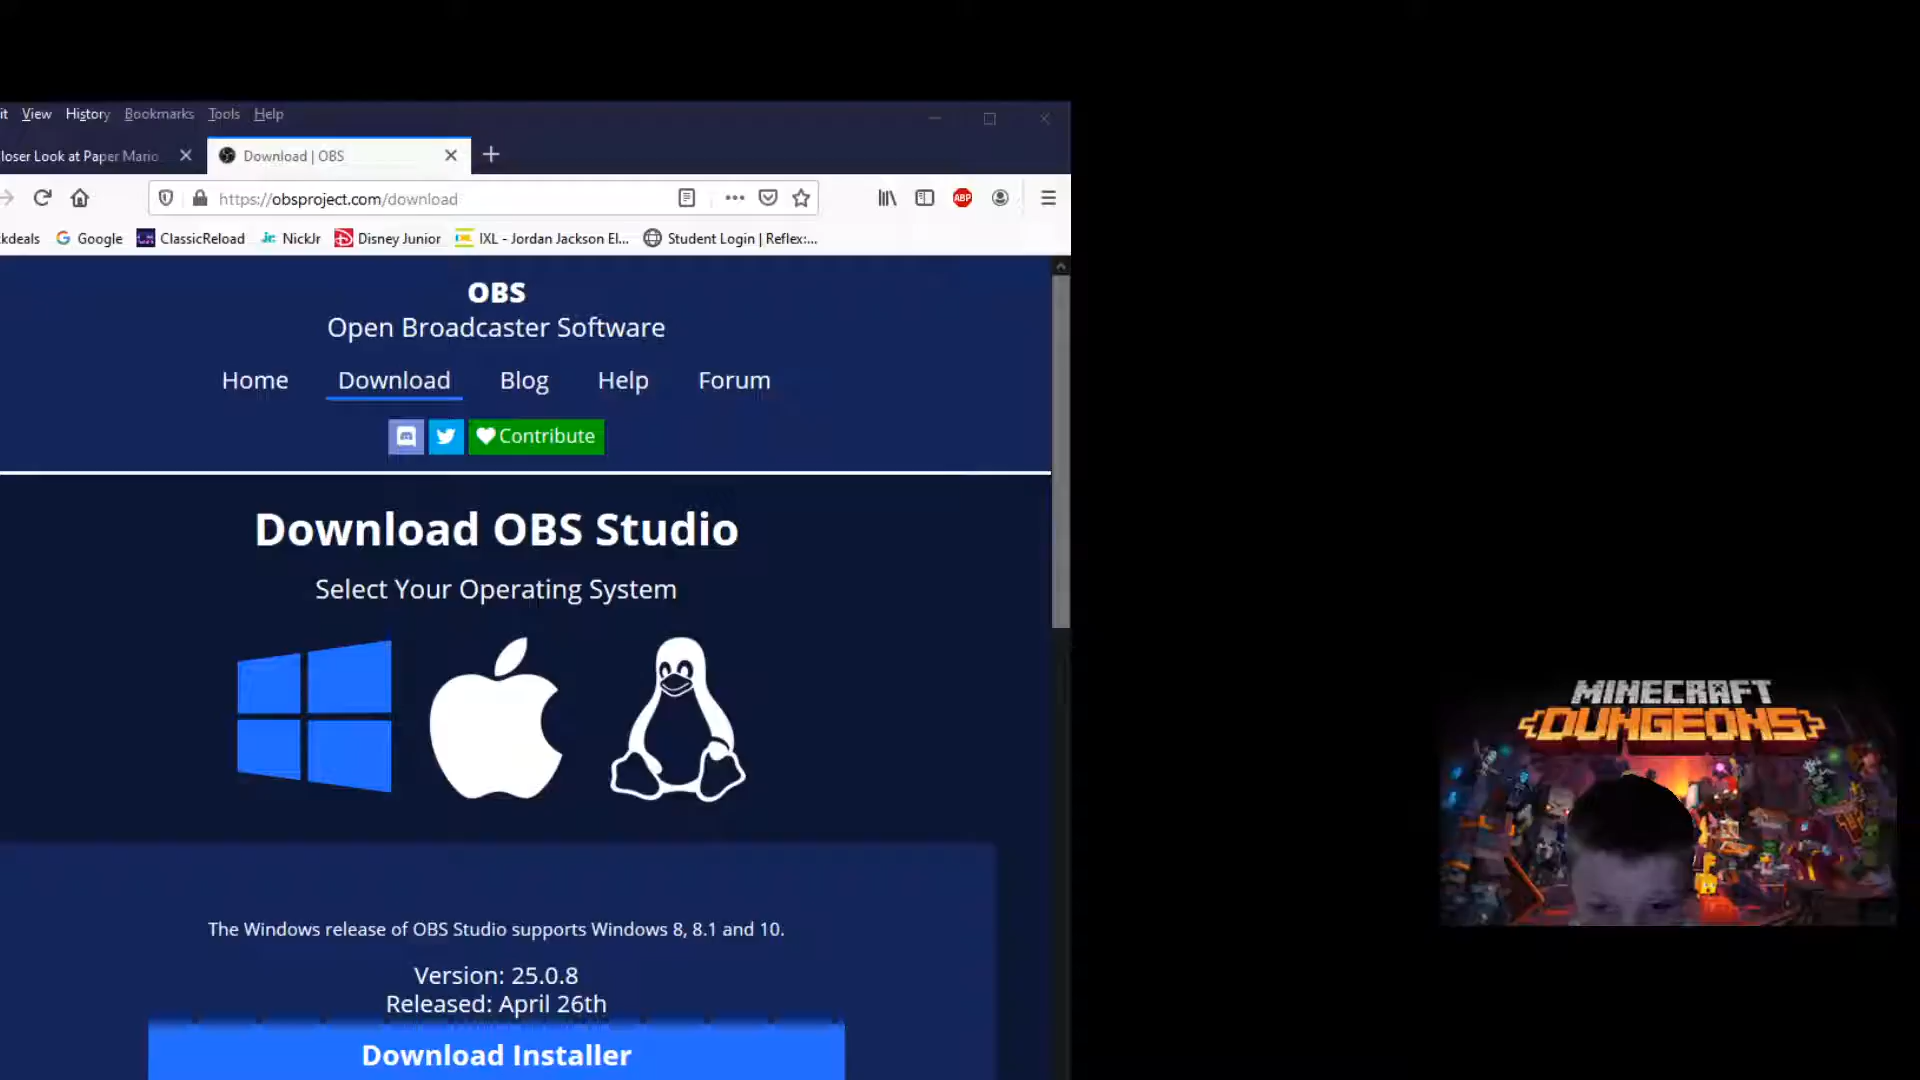 it View History Bookmarks Tools Help
loser Look at Paper Mario
Download | OBS
https://obsproject.com/download
ABP
kdeals Google ClassicReload NickJr Disney Junior IXL - Jordan Jackson El... Student Login | Reflex:...
OBS
Open Broadcaster Software
Home Download Blog Help Forum
Contribute
Download OBS Studio
Select Your Operating System
The Windows release of OBS Studio supports Windows 8, 8.1 and 10.
Version: 25.0.8
Released: April 26th
Download Installer
MINECRAFT
DUNGEONS